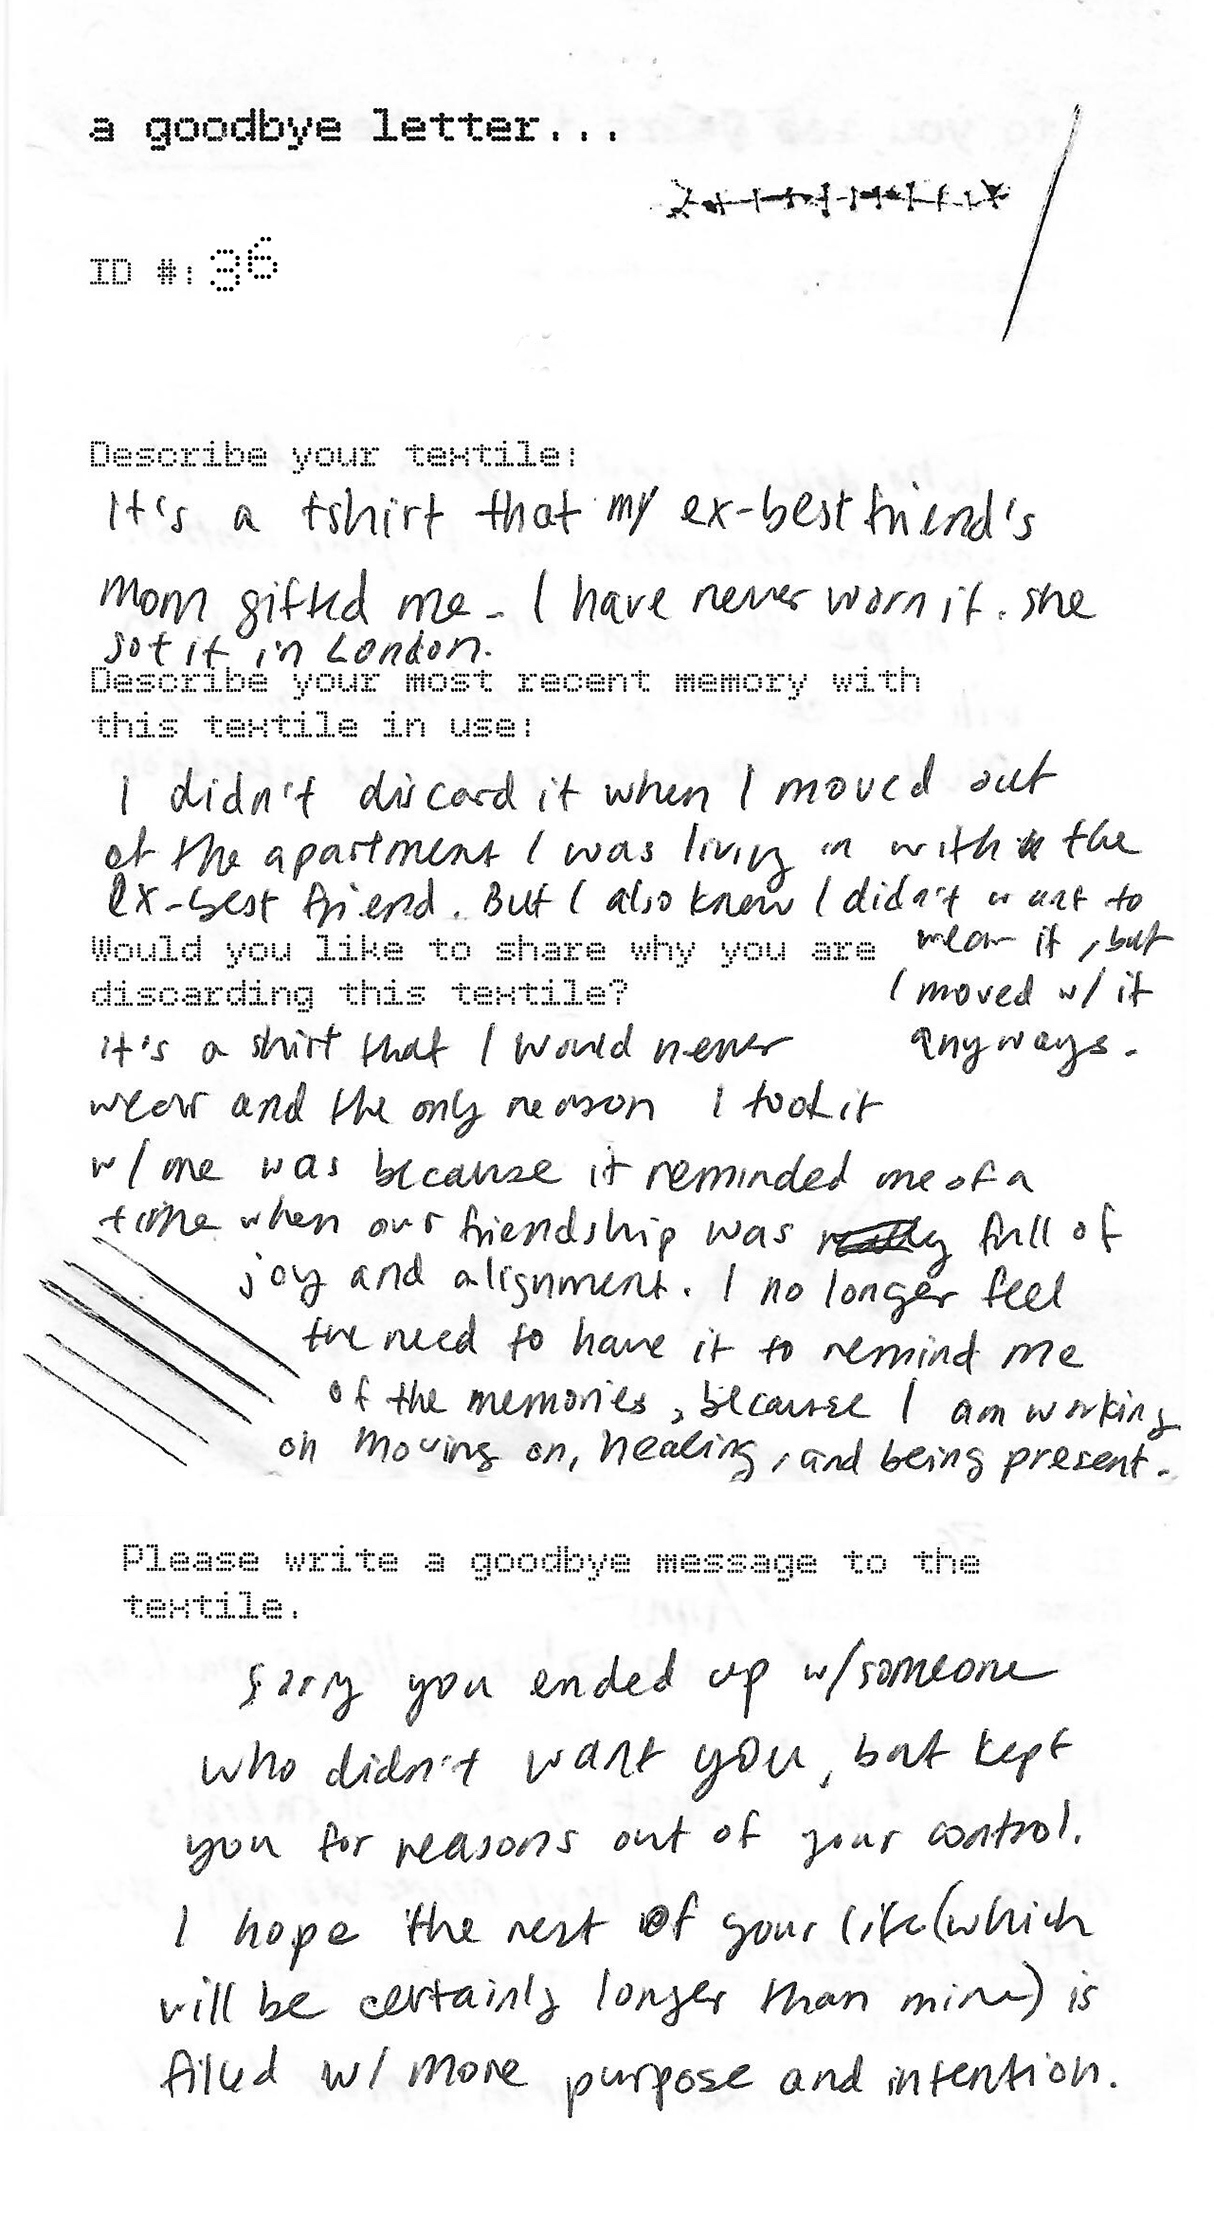 a goodbye letter...
ID #: 36
Describe your textile:
It's a tshirt that my ex-best friend's
mom gifted me - I have never worn it. she
got it in London.
Describe your most recent memory with
this textile in use:
I didn't discard it when I moved out
of the apartment I was living in with the
ex-best friend. But I also knew I didn't want to
wear it, but
I moved w/ it
anyways.
Would you like to share why you are
discarding this textile?
it's a shirt that I would never
wear and the only reason I took it
w/ me was because it reminded me of a
time when our friendship was full of
joy and alignment. I no longer feel
the need to have it to remind me
of the memories, because I am working
on moving on, healing, and being present.
Please write a goodbye message to the
textile.
Sorry you ended up w/ someone
who didn't want you, but kept
you for reasons out of your control.
I hope the rest of your life (which
will be certainly longer than mine) is
filled w/ more purpose and intention.